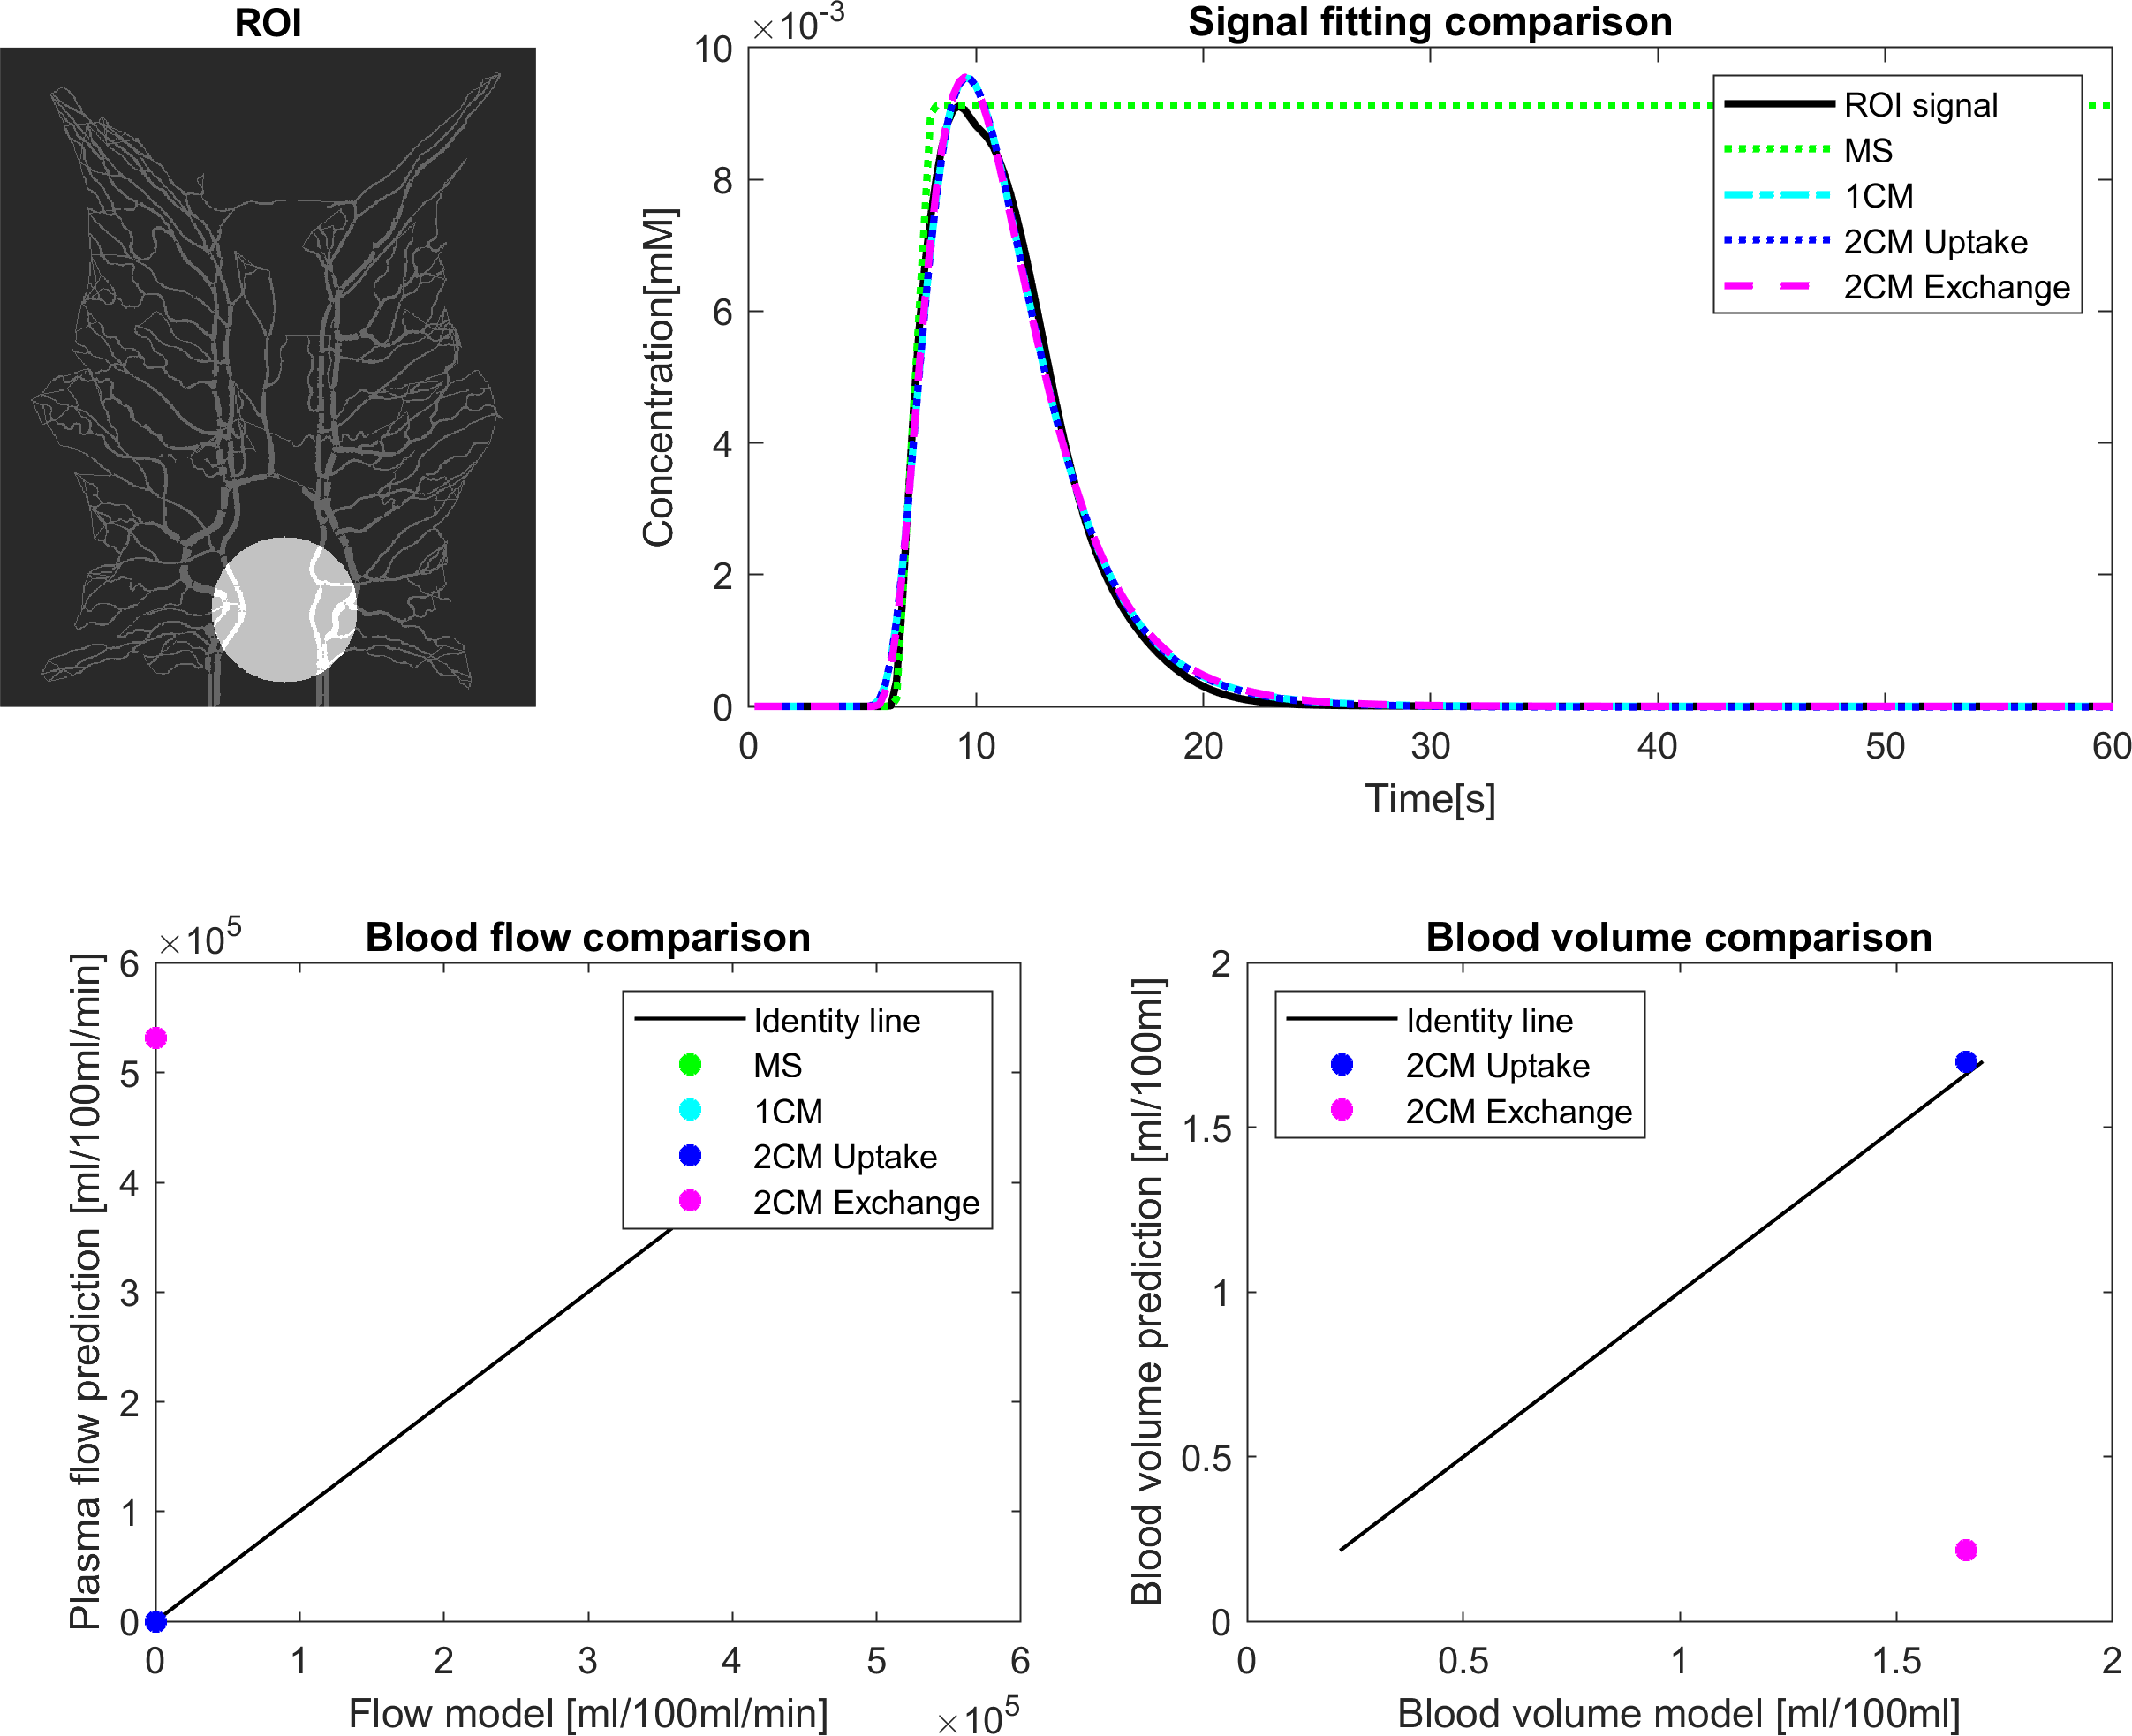 ROI
Signal fitting comparison
×10-3
10
8
6
4
2
0
Concentration[mM]
0 10 20 30 40 50 60
Time[s]
ROI signal
MS
1CM
2CM Uptake
2CM Exchange
Blood flow comparison
×105
6
5
4
3
2
1
0
Plasma flow prediction [ml/100ml/min]
0 1 2 3 4 5 6
Flow model [ml/100ml/min]
×105
Identity line
MS
1CM
2CM Uptake
2CM Exchange
Blood volume comparison
2
1.5
1
0.5
0
Blood volume prediction [ml/100ml]
0 0.5 1 1.5 2
Blood volume model [ml/100ml]
Identity line
2CM Uptake
2CM Exchange